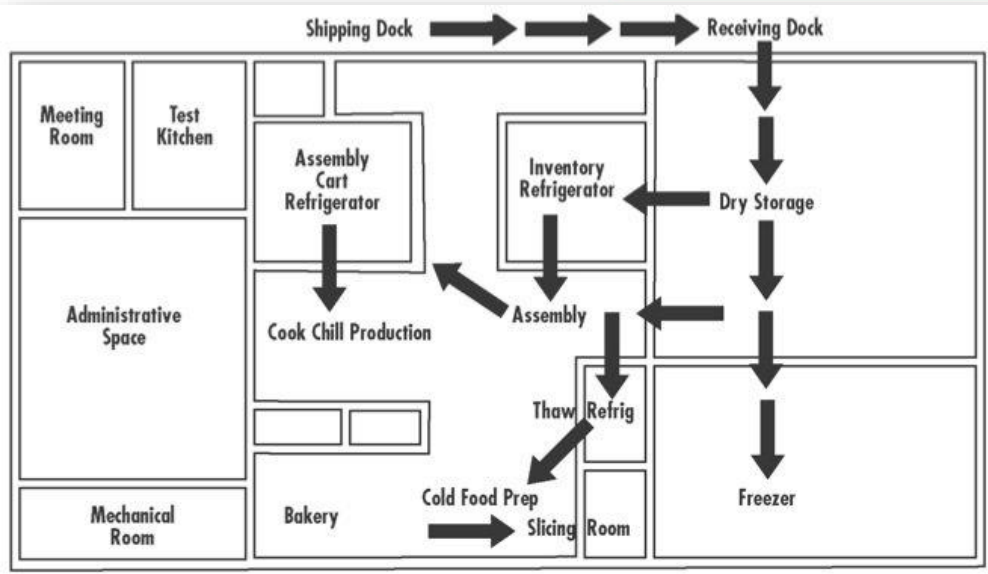 Shipping Dock
Receiving Dock
Meeting
Room
Test
Kitchen
Assembly
Cart
Refrigerator
Inventory
Refrigerator
Dry Storage
Administrative
Space
Cook Chill Production
Assembly
Thaw Refrig
Cold Food Prep
Freezer
Mechanical
Room
Bakery
Slicing Room